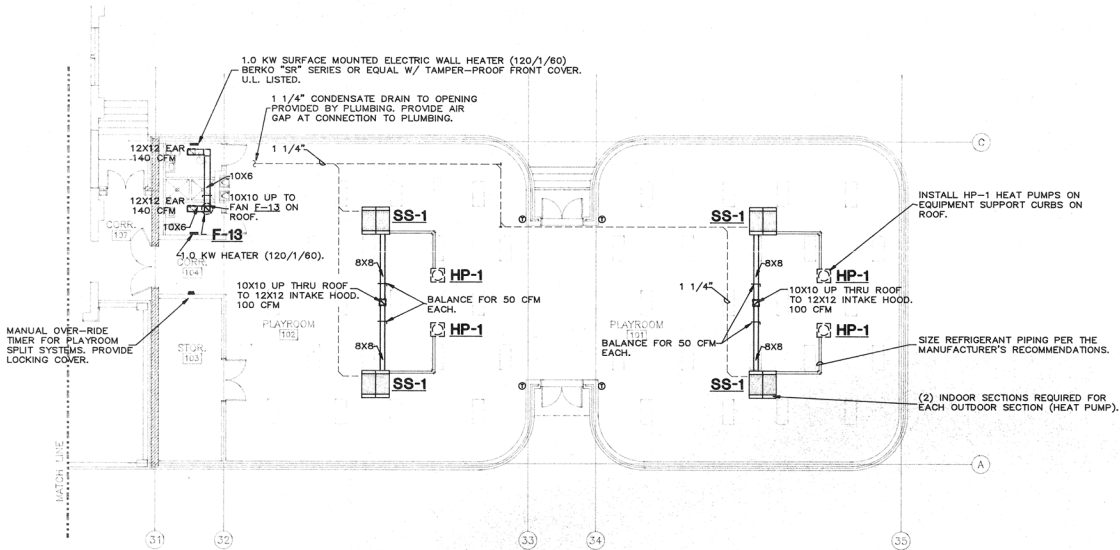 1.0 KW SURFACE MOUNTED ELECTRIC WALL HEATER (120/1/60)
BERKO "SR" SERIES OR EQUAL W/ TAMPER-PROOF FRONT COVER.
U.L. LISTED.
1 1/4" CONDENSATE DRAIN TO OPENING
PROVIDED BY PLUMBING. PROVIDE AIR
GAP AT CONNECTION TO PLUMBING.
12X12 EAR
140 CFM
1 1/4"
C
10X6
10X10 UP TO
FAN F-13 ON
ROOF.
12X12 EAR
140 CFM
10X6
F-13
CORR.
107
1.0 KW HEATER (120/1/60).
CORR.
104
SS-1
SS-1
INSTALL HP-1 HEAT PUMPS ON
EQUIPMENT SUPPORT CURBS ON
ROOF.
8X8
HP-1
8X8
HP-1
10X10 UP THRU ROOF
TO 12X12 INTAKE HOOD.
100 CFM
BALANCE FOR 50 CFM
EACH.
1 1/4"
10X10 UP THRU ROOF
TO 12X12 INTAKE HOOD.
100 CFM
MANUAL OVER-RIDE
TIMER FOR PLAYROOM
SPLIT SYSTEMS. PROVIDE
LOCKING COVER.
STOR.
103
PLAYROOM
102
HP-1
PLAYROOM
101
HP-1
BALANCE FOR 50 CFM
EACH.
SIZE REFRIGERANT PIPING PER THE
MANUFACTURER'S RECOMMENDATIONS.
8X8
8X8
SS-1
SS-1
(2) INDOOR SECTIONS REQUIRED FOR
EACH OUTDOOR SECTION (HEAT PUMP).
T
T
T
T
MATCH LINE
A
31
32
33
34
35